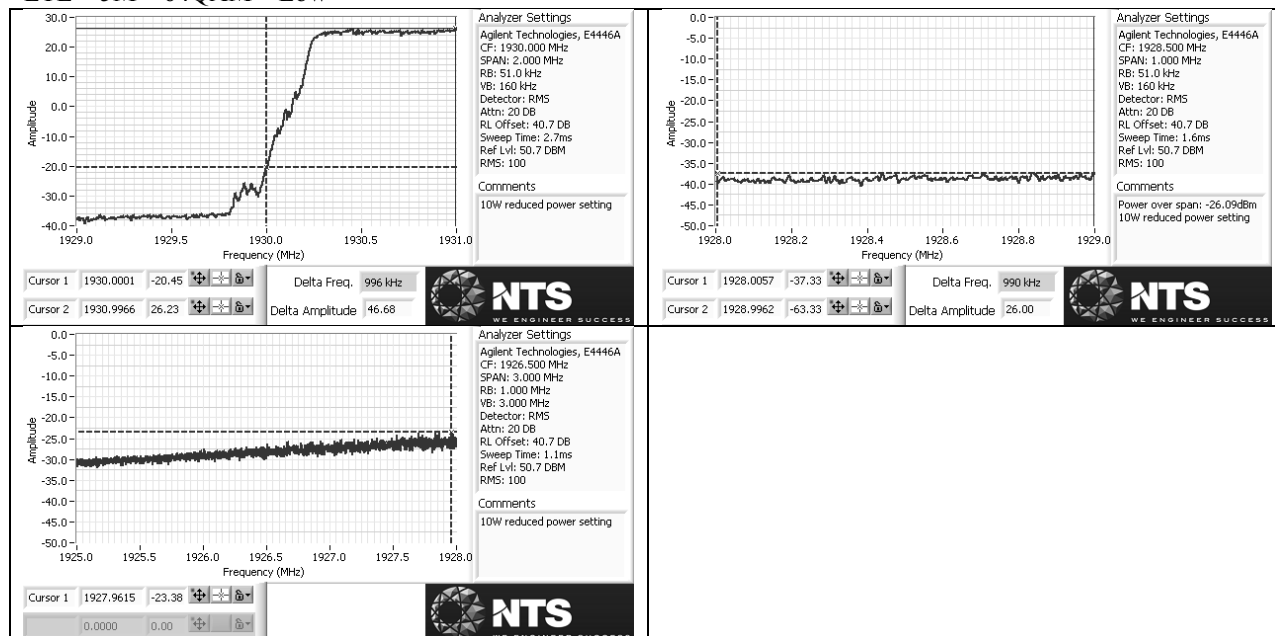 30.0
20.0
10.0
0.0
-10.0
-20.0
-30.0
-40.0
Amplitude
1929.0 1929.5 1930.0 1930.5 1931.0
Frequency (MHz)
Analyzer Settings
Agilent Technologies, E4446A
CF: 1930.000 MHz
SPAN: 2.000 MHz
RB: 51.0 kHz
VB: 160 kHz
Detector: RMS
Attn: 20 DB
RL Offset: 40.7 DB
Sweep Time: 2.7ms
Ref Lvl: 50.7 DBM
RMS: 100
Comments
10W reduced power setting
Cursor 1 1930.0001 -20.45
Cursor 2 1930.9966 26.23
Delta Freq. 996 kHz
Delta Amplitude 46.68
NTS
WE ENGINEER SUCCESS
0.0
-5.0
-10.0
-15.0
-20.0
-25.0
-30.0
-35.0
-40.0
-45.0
-50.0
Amplitude
1928.0 1928.2 1928.4 1928.6 1928.8 1929.0
Frequency (MHz)
Analyzer Settings
Agilent Technologies, E4446A
CF: 1928.500 MHz
SPAN: 1.000 MHz
RB: 51.0 kHz
VB: 160 kHz
Detector: RMS
Attn: 20 DB
RL Offset: 40.7 DB
Sweep Time: 1.6ms
Ref Lvl: 50.7 DBM
RMS: 100
Comments
Power over span: -26.09dBm
10W reduced power setting
Cursor 1 1928.0057 -37.33
Cursor 2 1928.9962 -63.33
Delta Freq. 990 kHz
Delta Amplitude 26.00
NTS
WE ENGINEER SUCCESS
0.0
-5.0
-10.0
-15.0
-20.0
-25.0
-30.0
-35.0
-40.0
-45.0
-50.0
Amplitude
1925.0 1925.5 1926.0 1926.5 1927.0 1927.5 1928.0
Frequency (MHz)
Analyzer Settings
Agilent Technologies, E4446A
CF: 1926.500 MHz
SPAN: 3.000 MHz
RB: 1.000 MHz
VB: 3.000 MHz
Detector: RMS
Attn: 20 DB
RL Offset: 40.7 DB
Sweep Time: 1.1ms
Ref Lvl: 50.7 DBM
RMS: 100
Comments
10W reduced power setting
Cursor 1 1927.9615 -23.38
0.0000 0.00
NTS